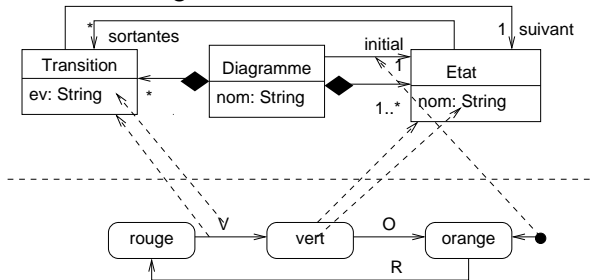 * sortantes 1 suivant
Transition Diagramme initial Etat
1
ev: String nom: String nom: String
* 1..*
V O
rouge vert orange
R